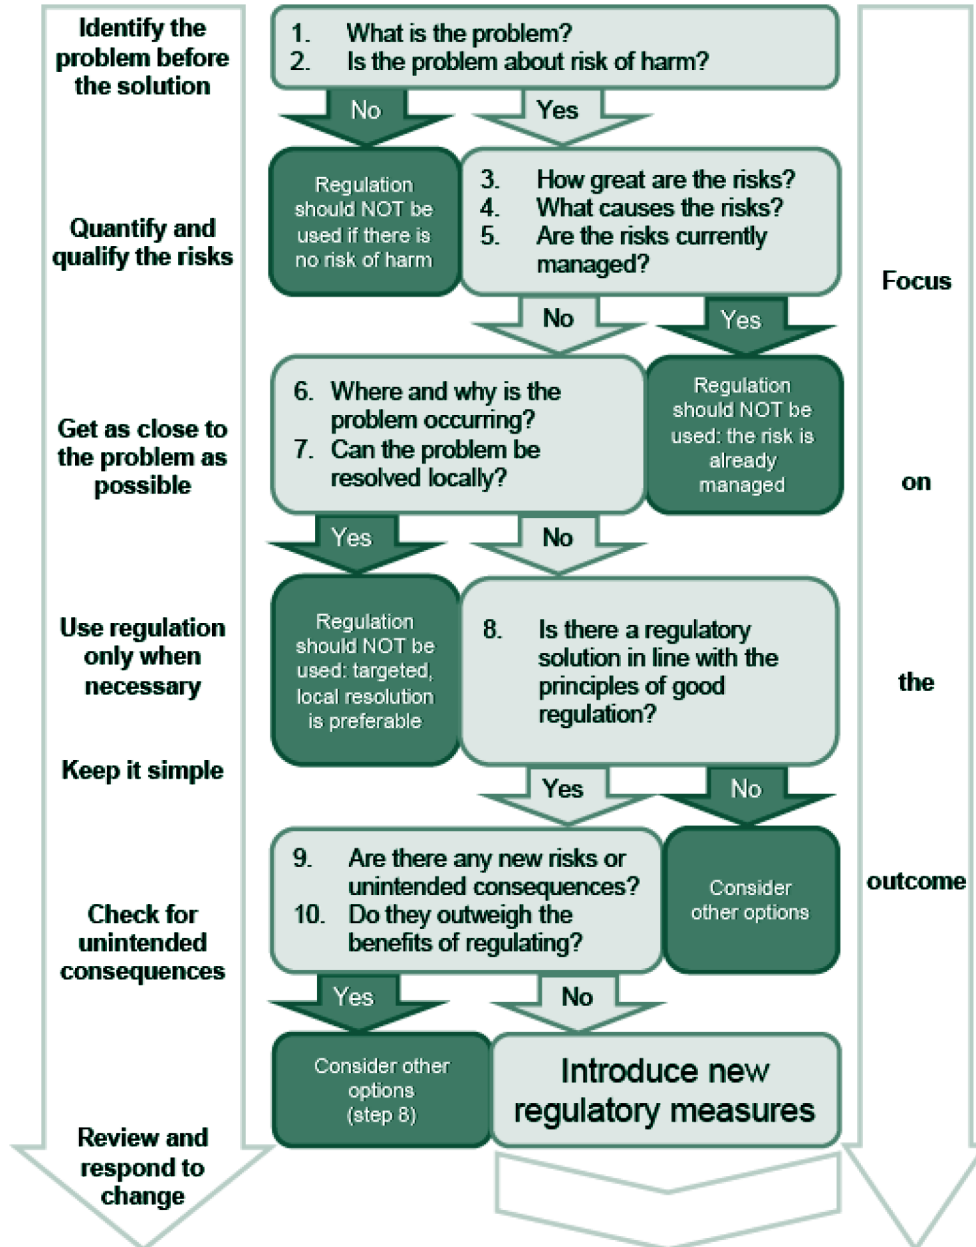 Identify the
problem before
the solution
1. What is the problem?
2. Is the problem about risk of harm?
No
Yes
Quantify and
qualify the risks
Regulation
should NOT be
used if there is
no risk of harm
3. How great are the risks?
4. What causes the risks?
5. Are the risks currently
managed?
No
Yes
Get as close to
the problem as
possible
6. Where and why is the
problem occurring?
7. Can the problem be
resolved locally?
Regulation
should NOT be
used: the risk is
already
managed
Yes
No
Use regulation
only when
necessary
Regulation
should NOT be
used: targeted,
local resolution
is preferable
8. Is there a regulatory
solution in line with the
principles of good
regulation?
Keep it simple
Yes
No
Check for
unintended
consequences
9. Are there any new risks or
unintended consequences?
10. Do they outweigh the
benefits of regulating?
Consider
other options
Yes
No
Consider other
options
(step 8)
Introduce new
regulatory measures
Review and
respond to
change
Focus
on
the
outcome